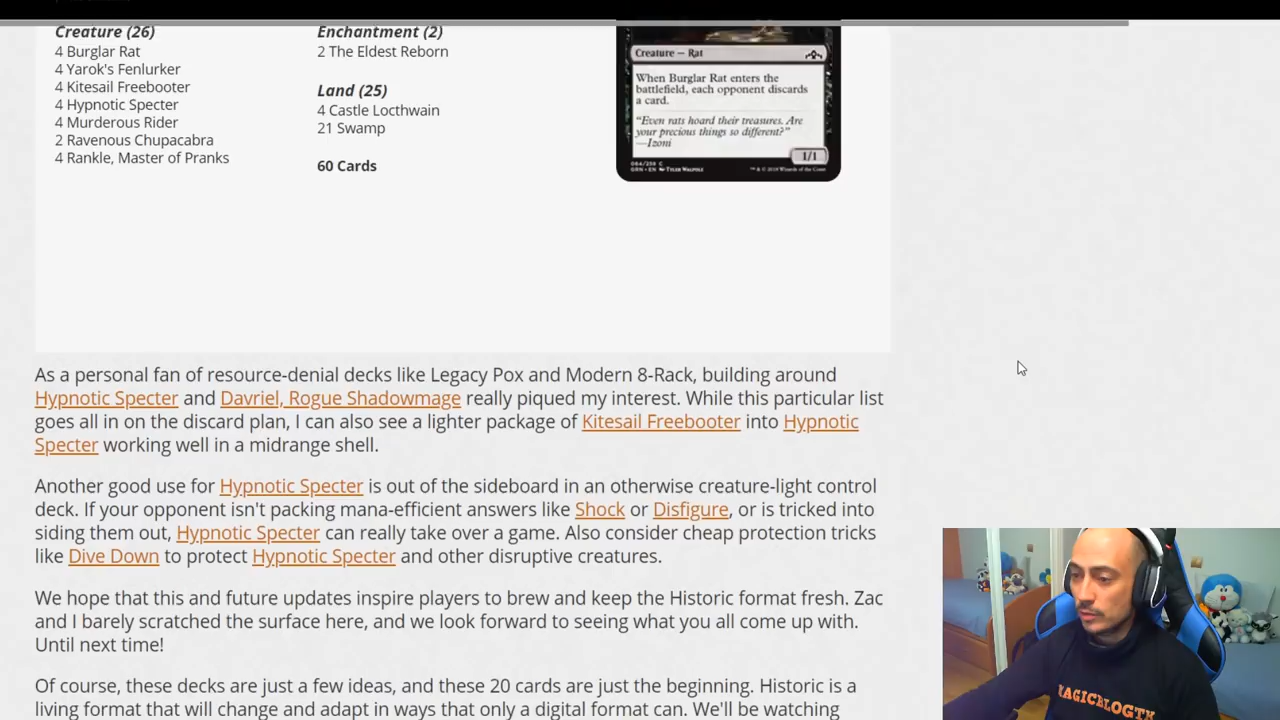 Creature (26)
4 Burglar Rat
4 Yarok's Fenlurker
4 Kitesail Freebooter
4 Hypnotic Specter
4 Murderous Rider
2 Ravenous Chupacabra
4 Rankle, Master of Pranks
Enchantment (2)
2 The Eldest Reborn
Land (25)
4 Castle Locthwain
21 Swamp
60 Cards
Creature — Rat
When Burglar Rat enters the
battlefield, each opponent discards
a card.
"Even rats hoard their treasures. Are
your precious things so different?"
—Izoni
1/1
064/259 C
GRN • EN TYLER WALPOLE
™ & © 2018 Wizards of the Coast
As a personal fan of resource-denial decks like Legacy Pox and Modern 8-Rack, building around
Hypnotic Specter and Davriel, Rogue Shadowmage really piqued my interest. While this particular list
goes all in on the discard plan, I can also see a lighter package of Kitesail Freebooter into Hypnotic
Specter working well in a midrange shell.
Another good use for Hypnotic Specter is out of the sideboard in an otherwise creature-light control
deck. If your opponent isn't packing mana-efficient answers like Shock or Disfigure, or is tricked into
siding them out, Hypnotic Specter can really take over a game. Also consider cheap protection tricks
like Dive Down to protect Hypnotic Specter and other disruptive creatures.
We hope that this and future updates inspire players to brew and keep the Historic format fresh. Zac
and I barely scratched the surface here, and we look forward to seeing what you all come up with.
Until next time!
Of course, these decks are just a few ideas, and these 20 cards are just the beginning. Historic is a
living format that will change and adapt in ways that only a digital format can. We'll be watching